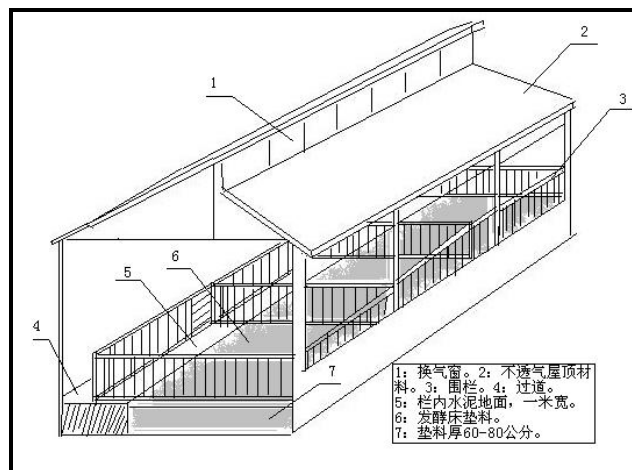 1
2
3
6
5
4
7
1: 换气窗。2: 不透气屋顶材
料。3: 围栏。4: 过道。
5: 栏内水泥地面,一米宽。
6: 发酵床垫料。
7: 垫料厚60-80公分。